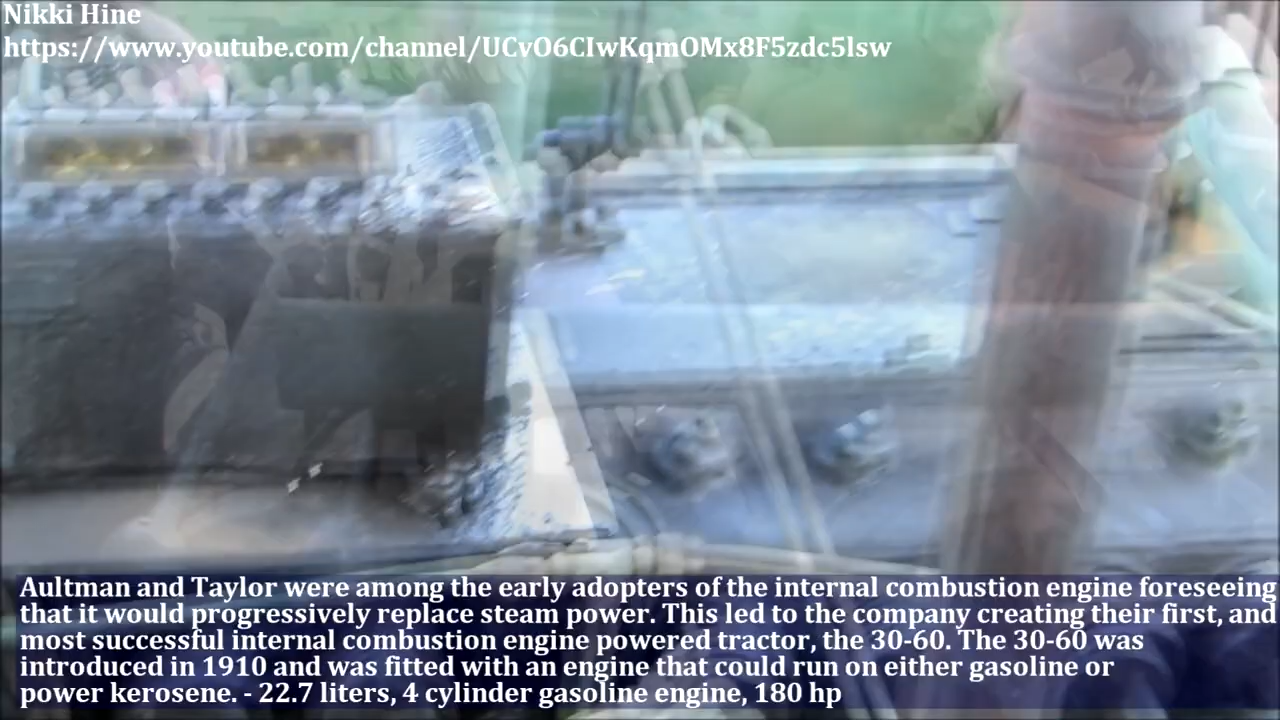 Nikki Hine
https://www.youtube.com/channel/UCvO6CIwKqmOMx8F5zdc5lsw
Aultman and Taylor were among the early adopters of the internal combustion engine foreseeing
that it would progressively replace steam power. This led to the company creating their first, and
most successful internal combustion engine powered tractor, the 30-60. The 30-60 was
introduced in 1910 and was fitted with an engine that could run on either gasoline or
power kerosene. - 22.7 liters, 4 cylinder gasoline engine, 180 hp